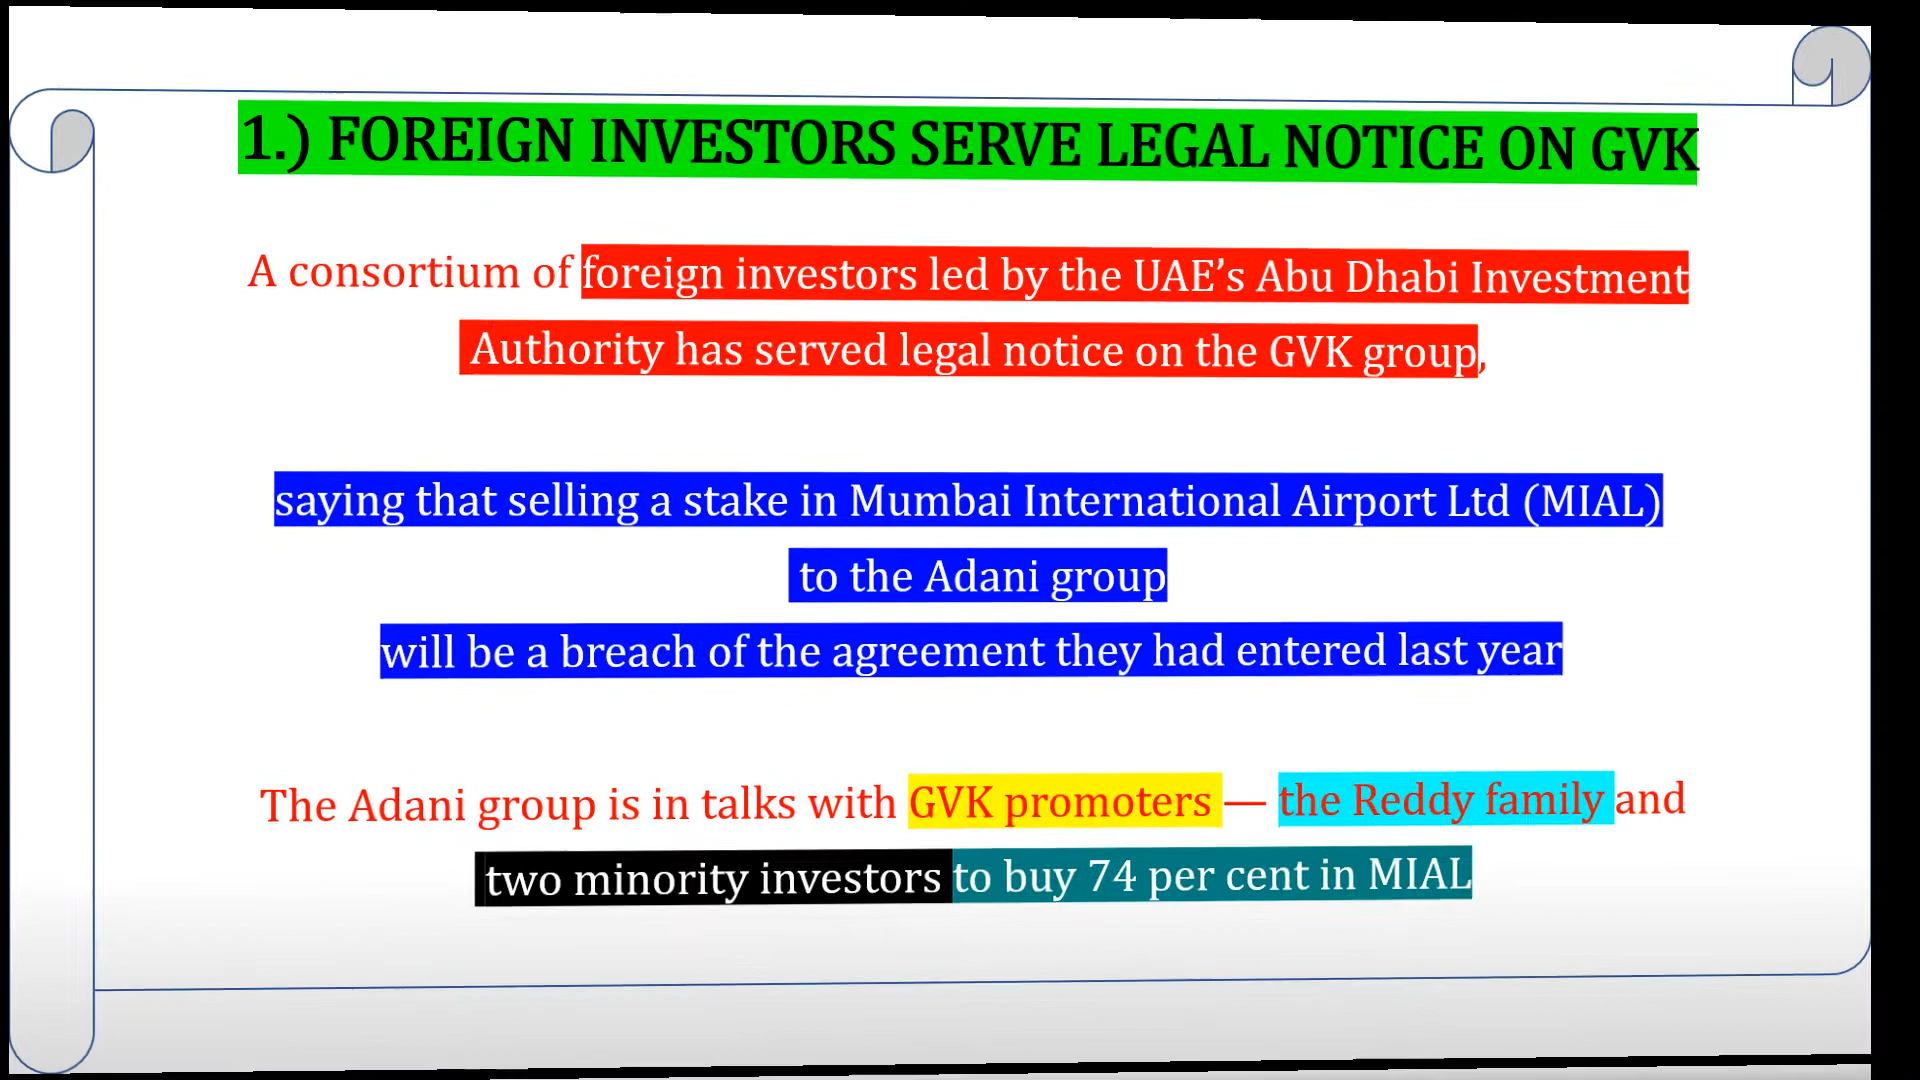 1.) FOREIGN INVESTORS SERVE LEGAL NOTICE ON GVK
A consortium of foreign investors led by the UAE’s Abu Dhabi Investment
Authority has served legal notice on the GVK group,
saying that selling a stake in Mumbai International Airport Ltd (MIAL)
to the Adani group
will be a breach of the agreement they had entered last year
The Adani group is in talks with GVK promoters — the Reddy family and
two minority investors to buy 74 per cent in MIAL